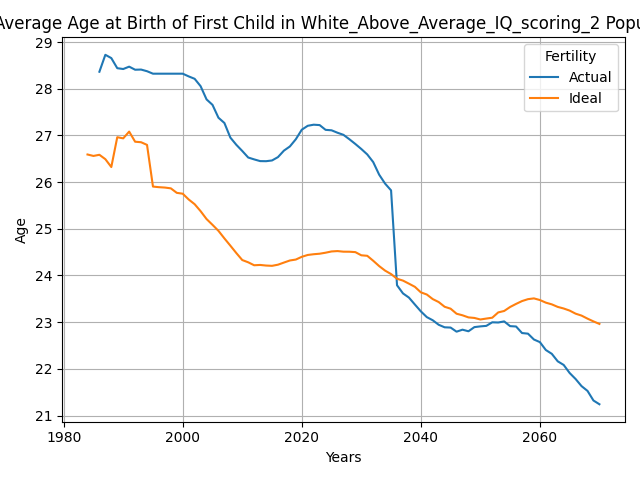 Average Age at Birth of First Child in White_Above_Average_IQ_scoring_2
Fertility
Actual
Ideal
Age
29
28
27
26
25
24
23
22
21
1980
2000
2020
2040
2060
Years